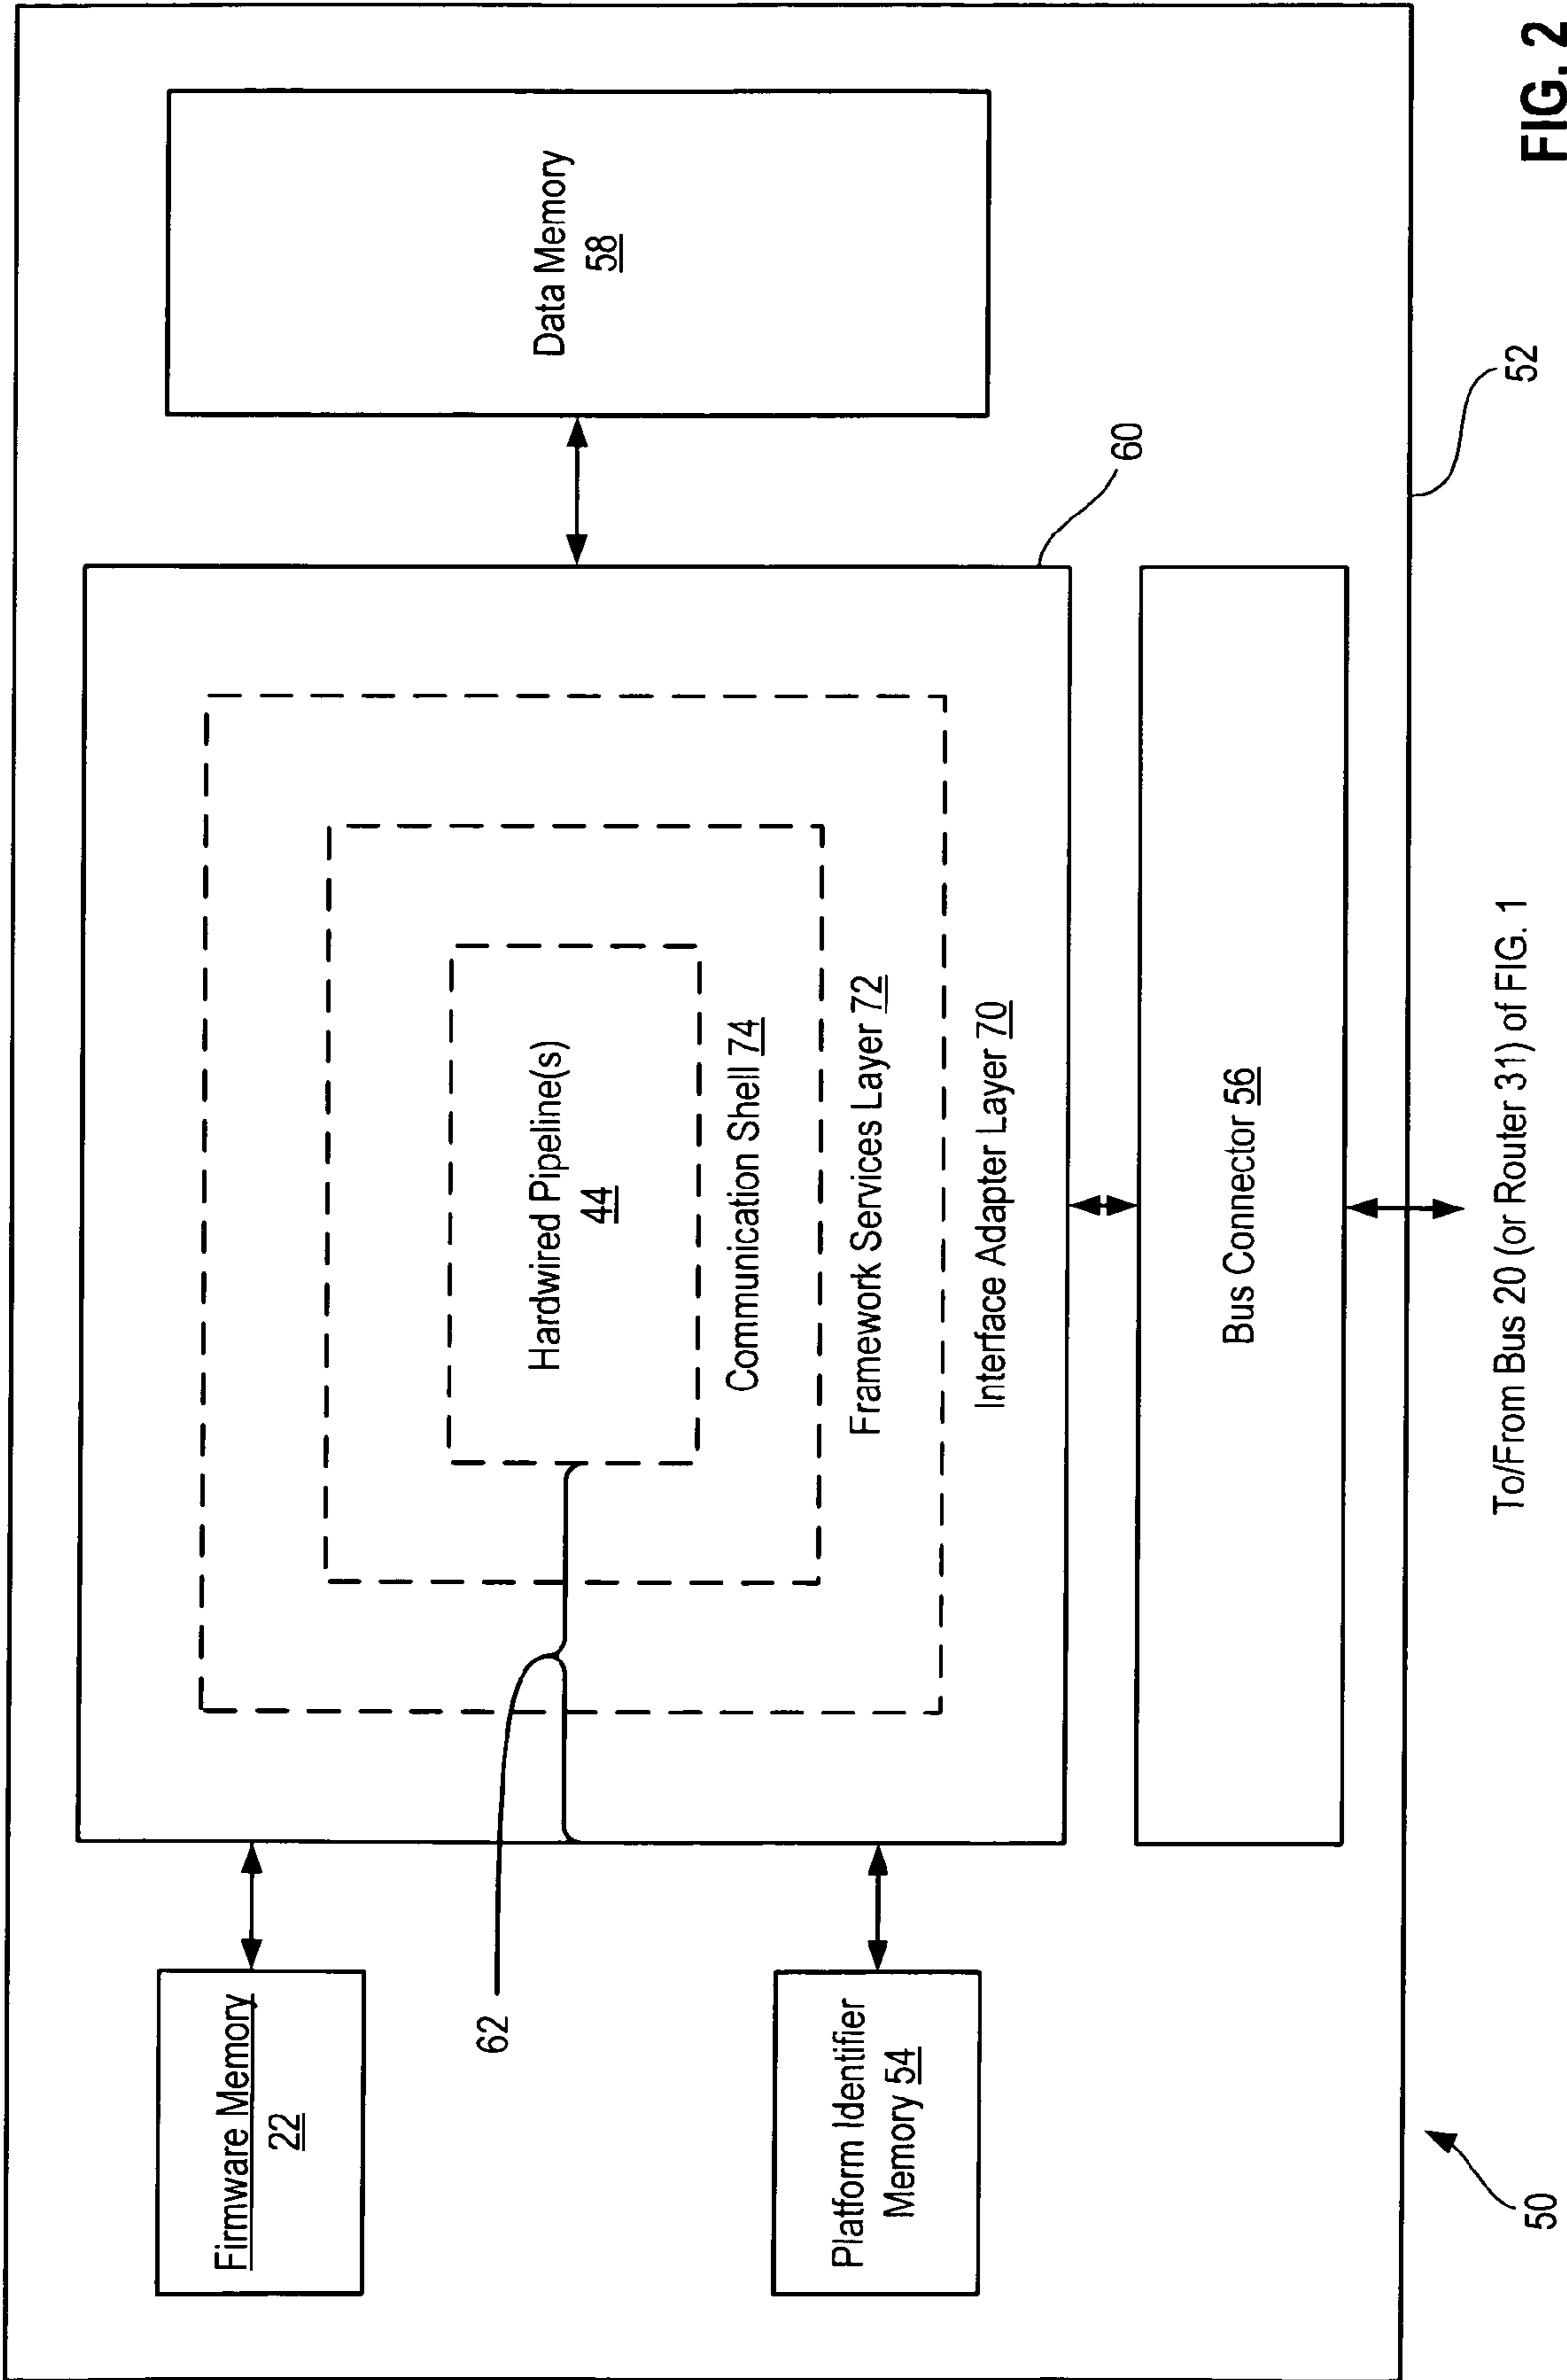 Firmware Memory
22
62
Platform Identifier
Memory 54
Hardwired Pipeline(s)
44
Communication Shell 74
Framework Services Layer 72
Interface Adapter Layer 70
Data Memory
58
60
Bus Connector 56
50
To/From Bus 20 (or Router 31) of FIG. 1
52
FIG. 2